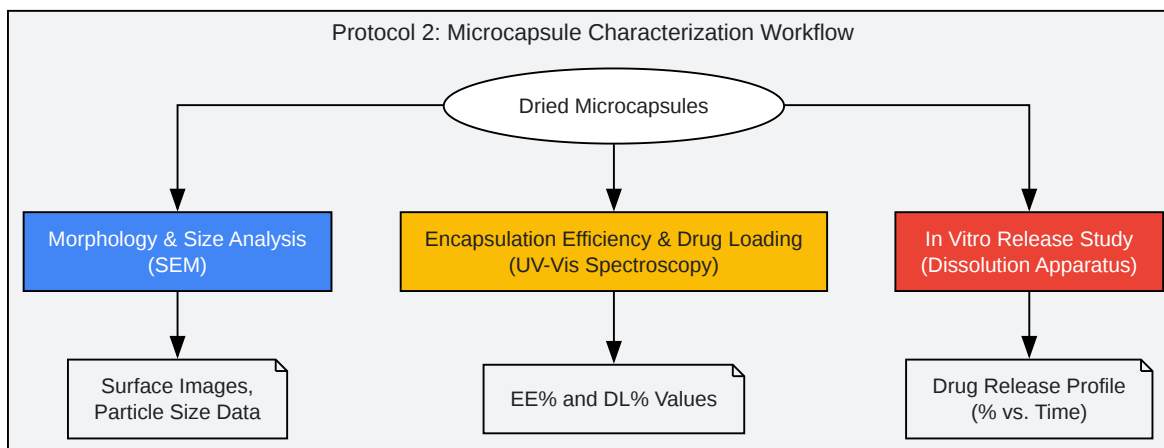 Protocol 2: Microcapsule Characterization Workflow
Dried Microcapsules
Morphology & Size Analysis
(SEM)
Encapsulation Efficiency & Drug Loading
(UV-Vis Spectroscopy)
In Vitro Release Study
(Dissolution Apparatus)
Surface Images,
Particle Size Data
EE% and DL% Values
Drug Release Profile
(% vs. Time)